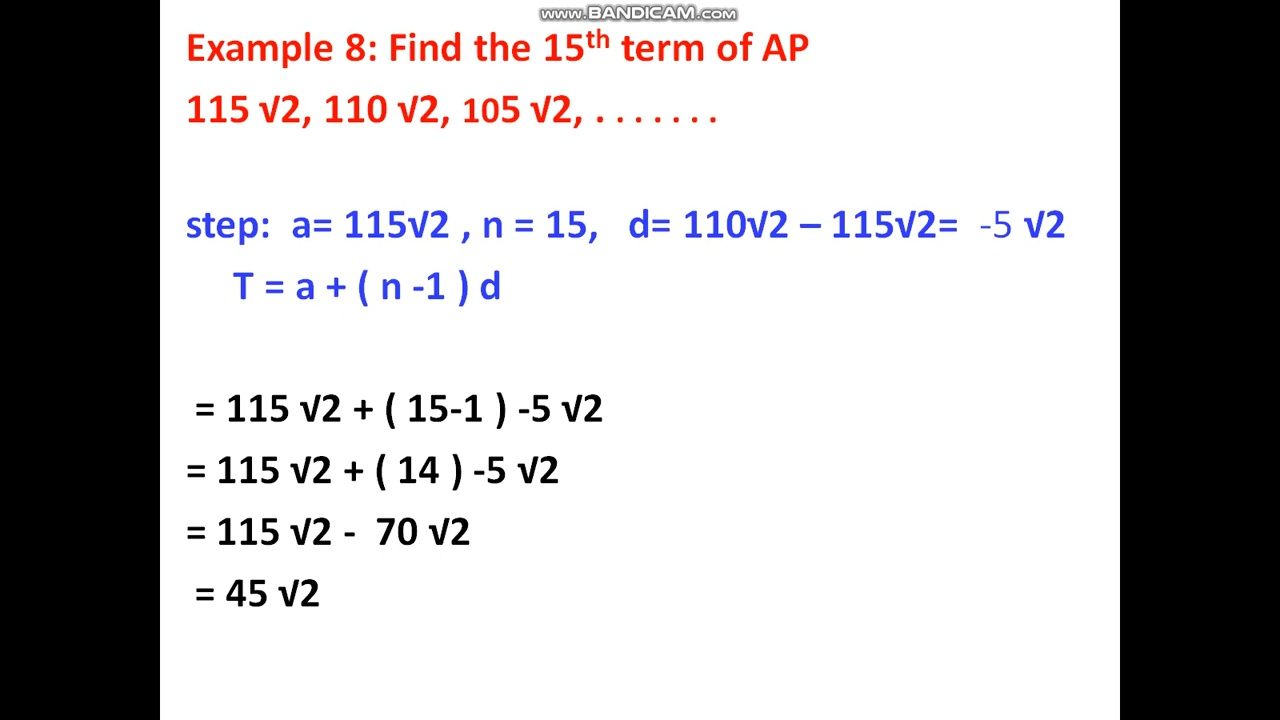 www.BANDICAM.com
Example 8: Find the 15th term of AP
115 √2, 110 √2, 105 √2, . . . . . . .
step: a= 115√2 , n = 15, d= 110√2 – 115√2= -5 √2
T = a + ( n -1 ) d
= 115 √2 + ( 15-1 ) -5 √2
= 115 √2 + ( 14 ) -5 √2
= 115 √2 - 70 √2
= 45 √2